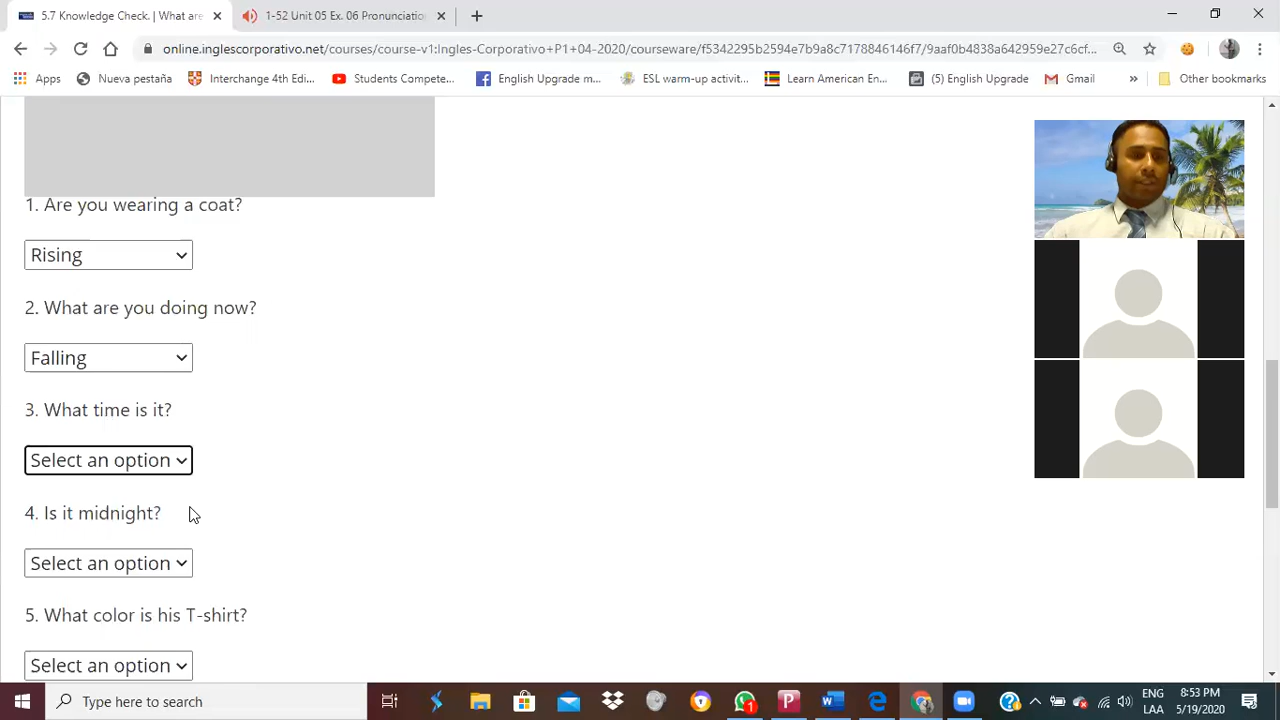 5.7 Knowledge Check. | What are
1-52 Unit 05 Ex. 06 Pronunciation
online.inglescorporativo.net/courses/course-v1:Ingles-Corporativo+P1+04-2020/courseware/f5342295b2594e7b9a8c7178846146f7/9aaf0b4838a642959e27c6cf...
Apps
Nueva pestaña
Interchange 4th Edi...
Students Compete...
English Upgrade m...
ESL warm-up activit...
Learn American En...
(5) English Upgrade
Gmail
»
Other bookmarks
1. Are you wearing a coat?
Rising
2. What are you doing now?
Falling
3. What time is it?
Select an option
4. Is it midnight?
Select an option
5. What color is his T-shirt?
Select an option
Type here to search
1
ENG
LAA
8:53 PM
5/19/2020